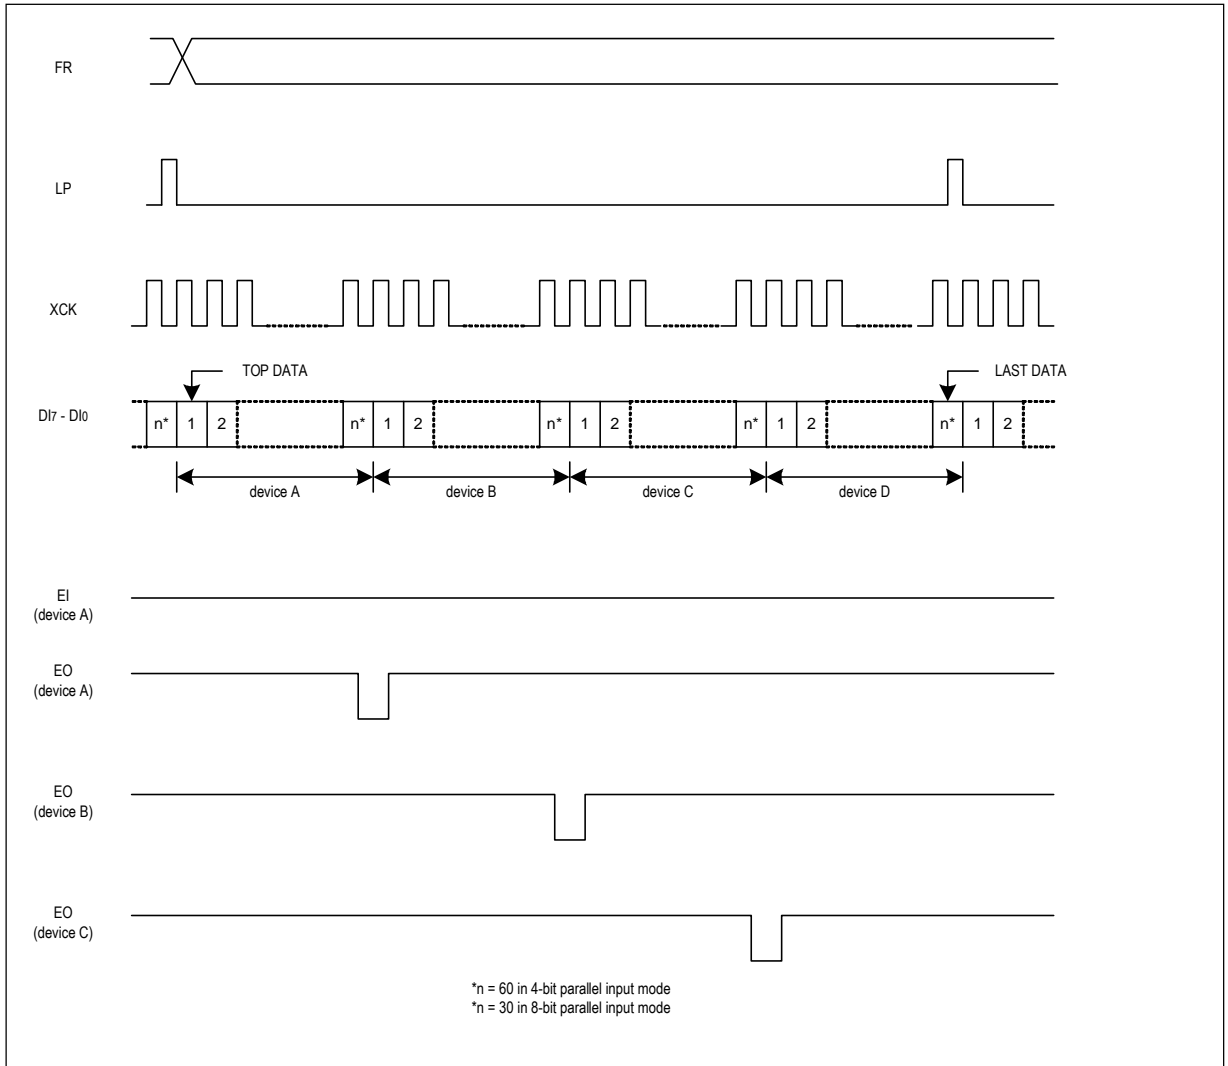 FR
LP
XCK
TOP DATA
LAST DATA
DI7 - DI0
n* 1 2 n* 1 2 n* 1 2 n* 1 2 n* 1 2
device A device B device C device D
EI
(device A)
EO
(device A)
EO
(device B)
EO
(device C)
*n = 60 in 4-bit parallel input mode
*n = 30 in 8-bit parallel input mode